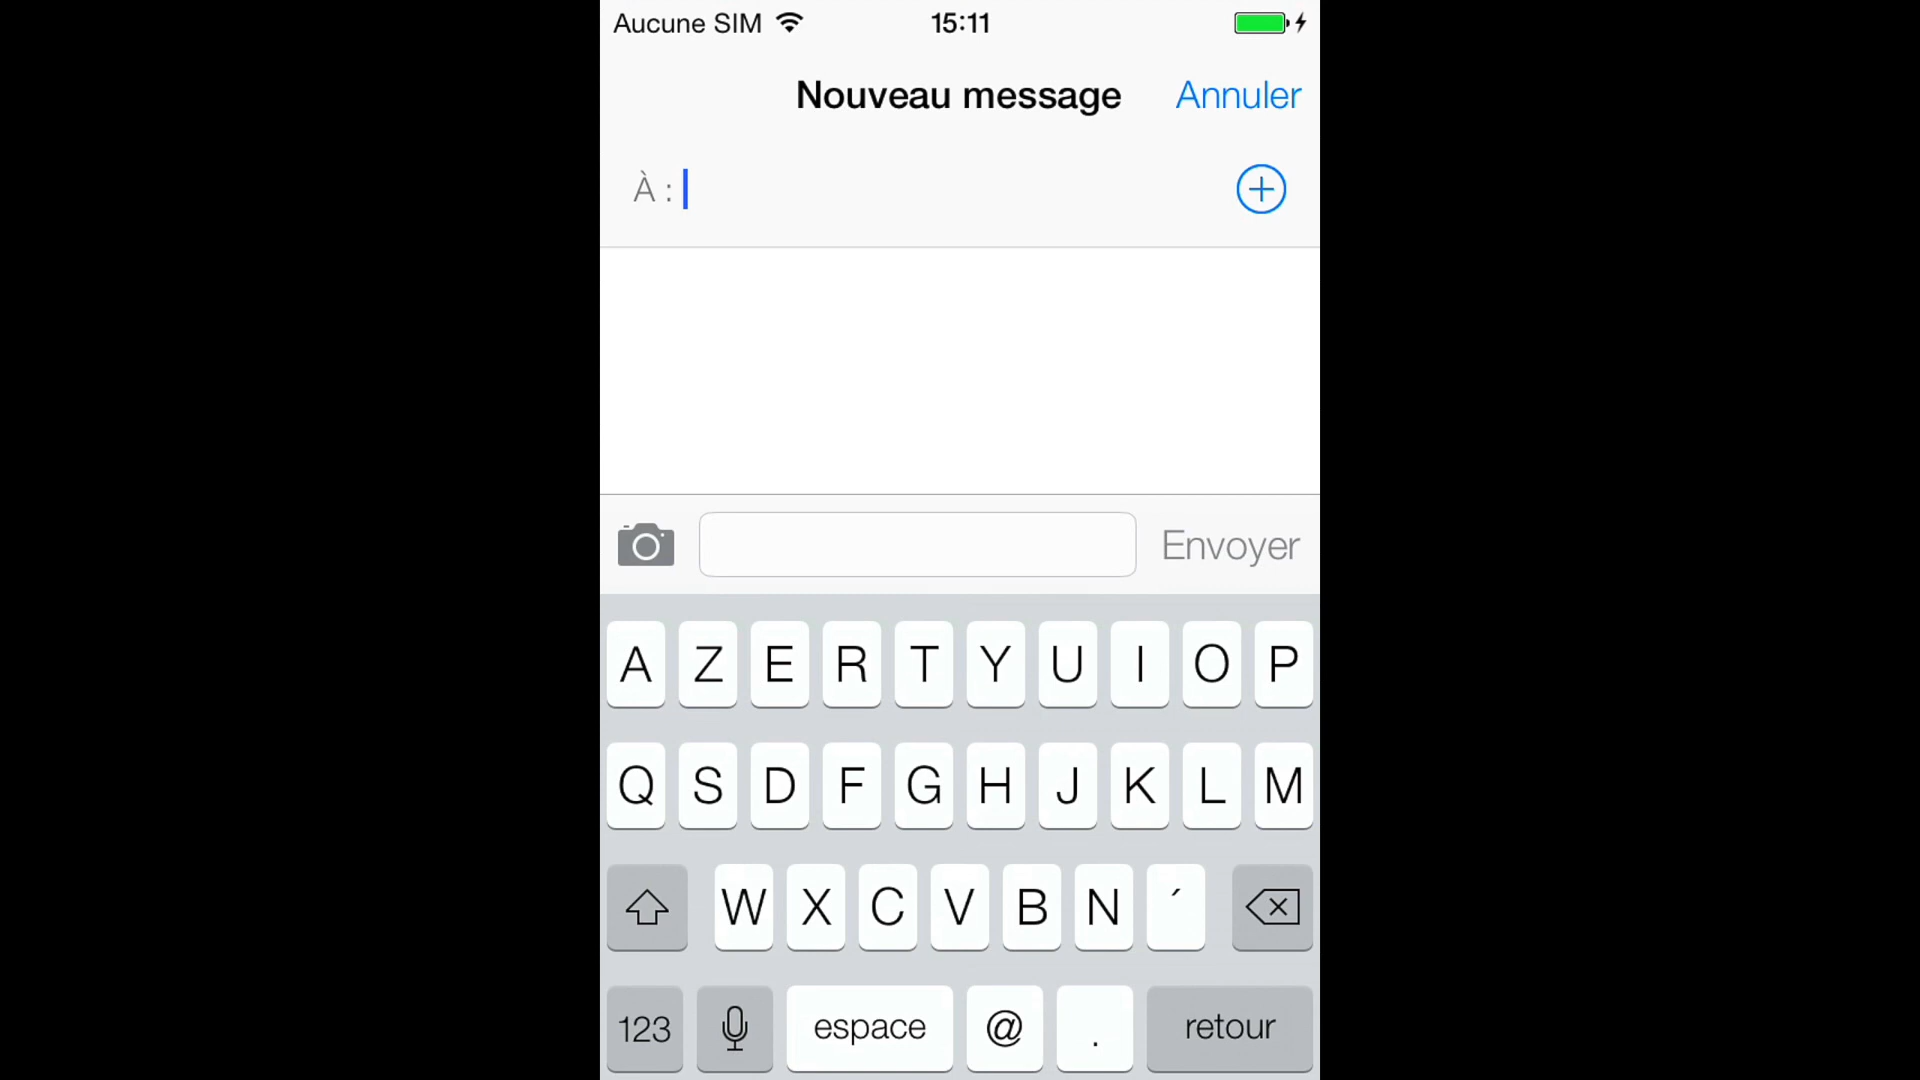 Aucune SIM 15:11
Nouveau message Annuler
À :
Envoyer
A Z E R T Y U I O P
Q S D F G H J K L M
W X C V B N ´
123 espace @ . retour